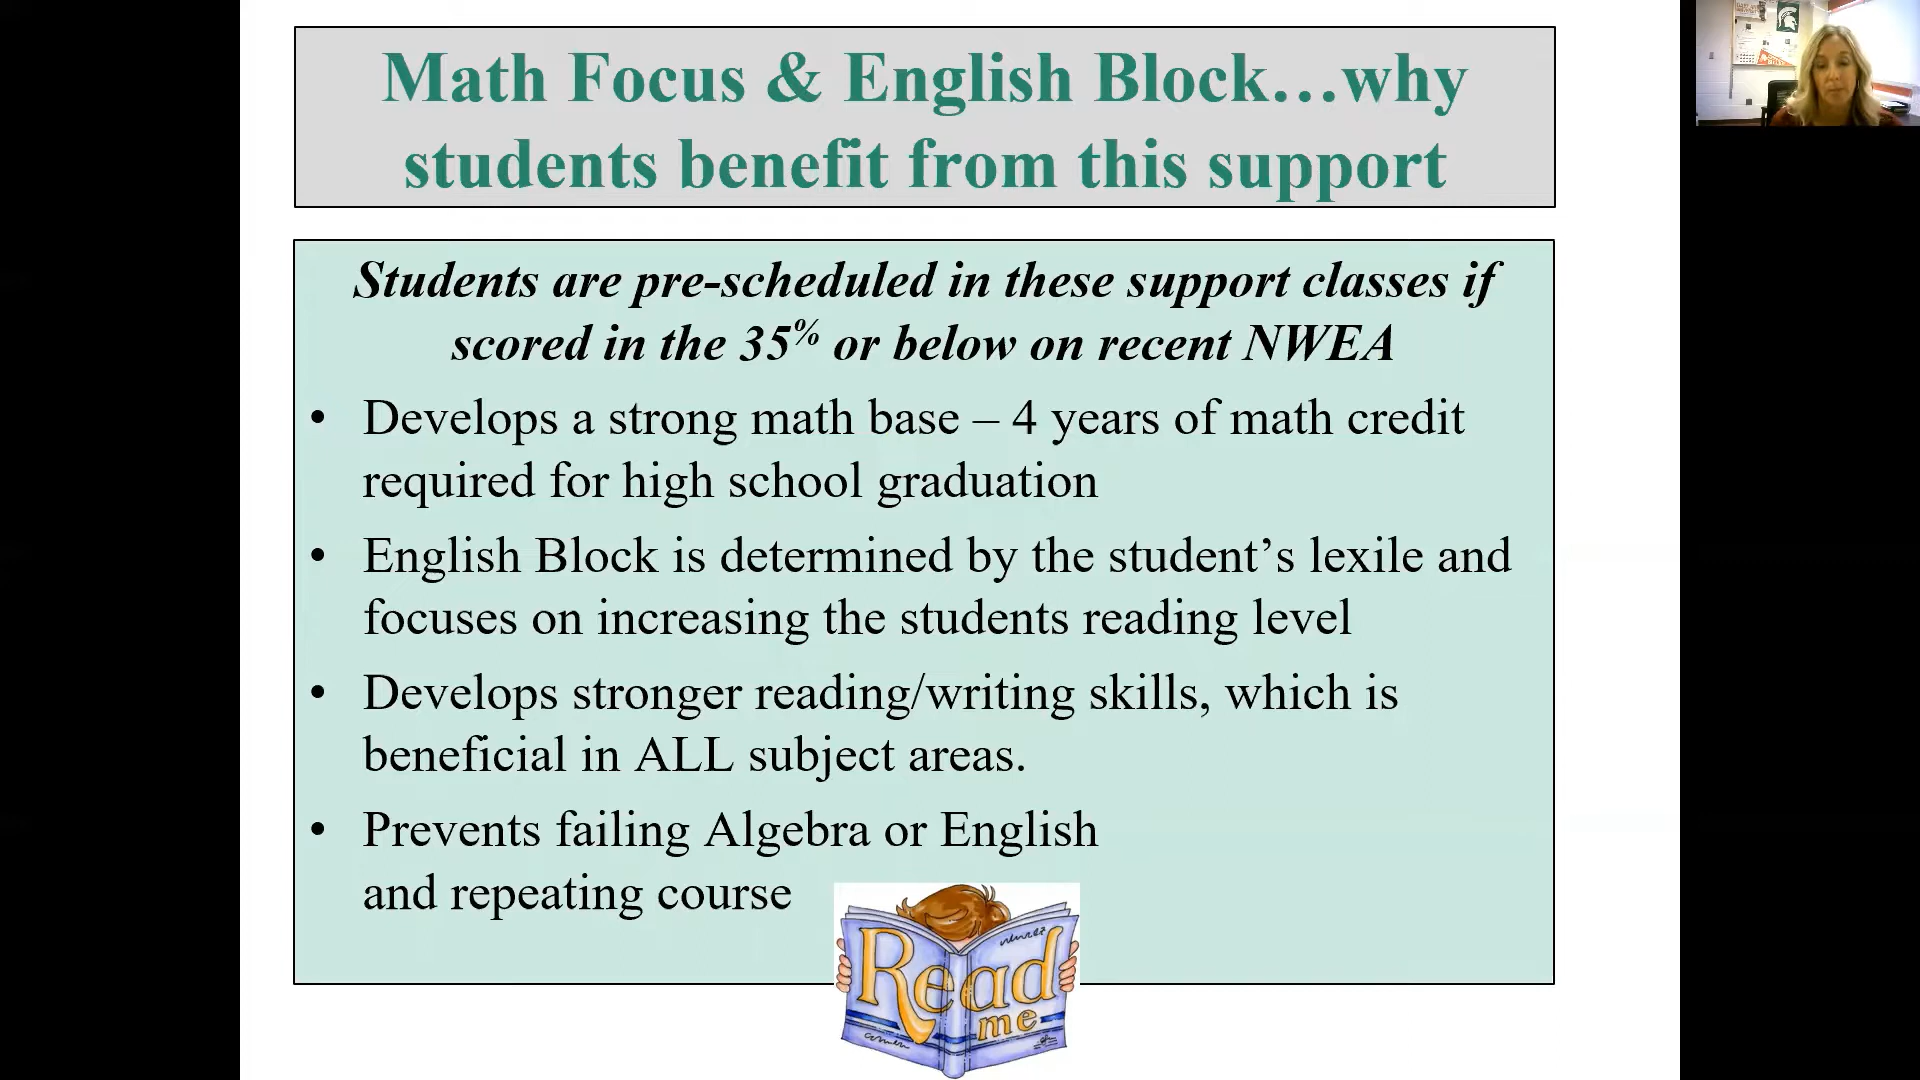 Math Focus & English Block…why
students benefit from this support
Students are pre-scheduled in these support classes if
scored in the 35% or below on recent NWEA
• Develops a strong math base – 4 years of math credit
required for high school graduation
• English Block is determined by the student’s lexile and
focuses on increasing the students reading level
• Develops stronger reading/writing skills, which is
beneficial in ALL subject areas.
• Prevents failing Algebra or English
and repeating course
Read
me